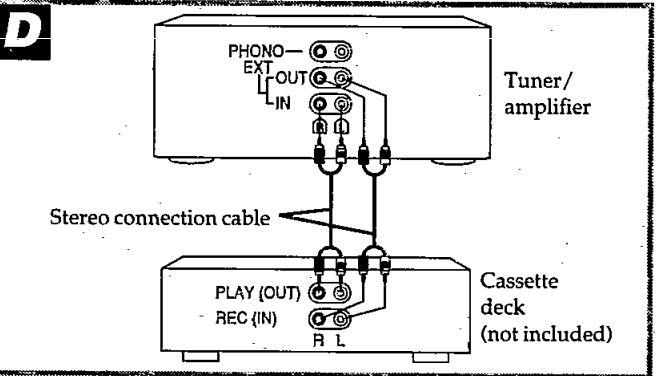 D
PHONO
EXT
OUT
IN
R L
Tuner/
amplifier
Stereo connection cable
PLAY (OUT)
REC (IN)
R L
Cassette
deck
(not included)